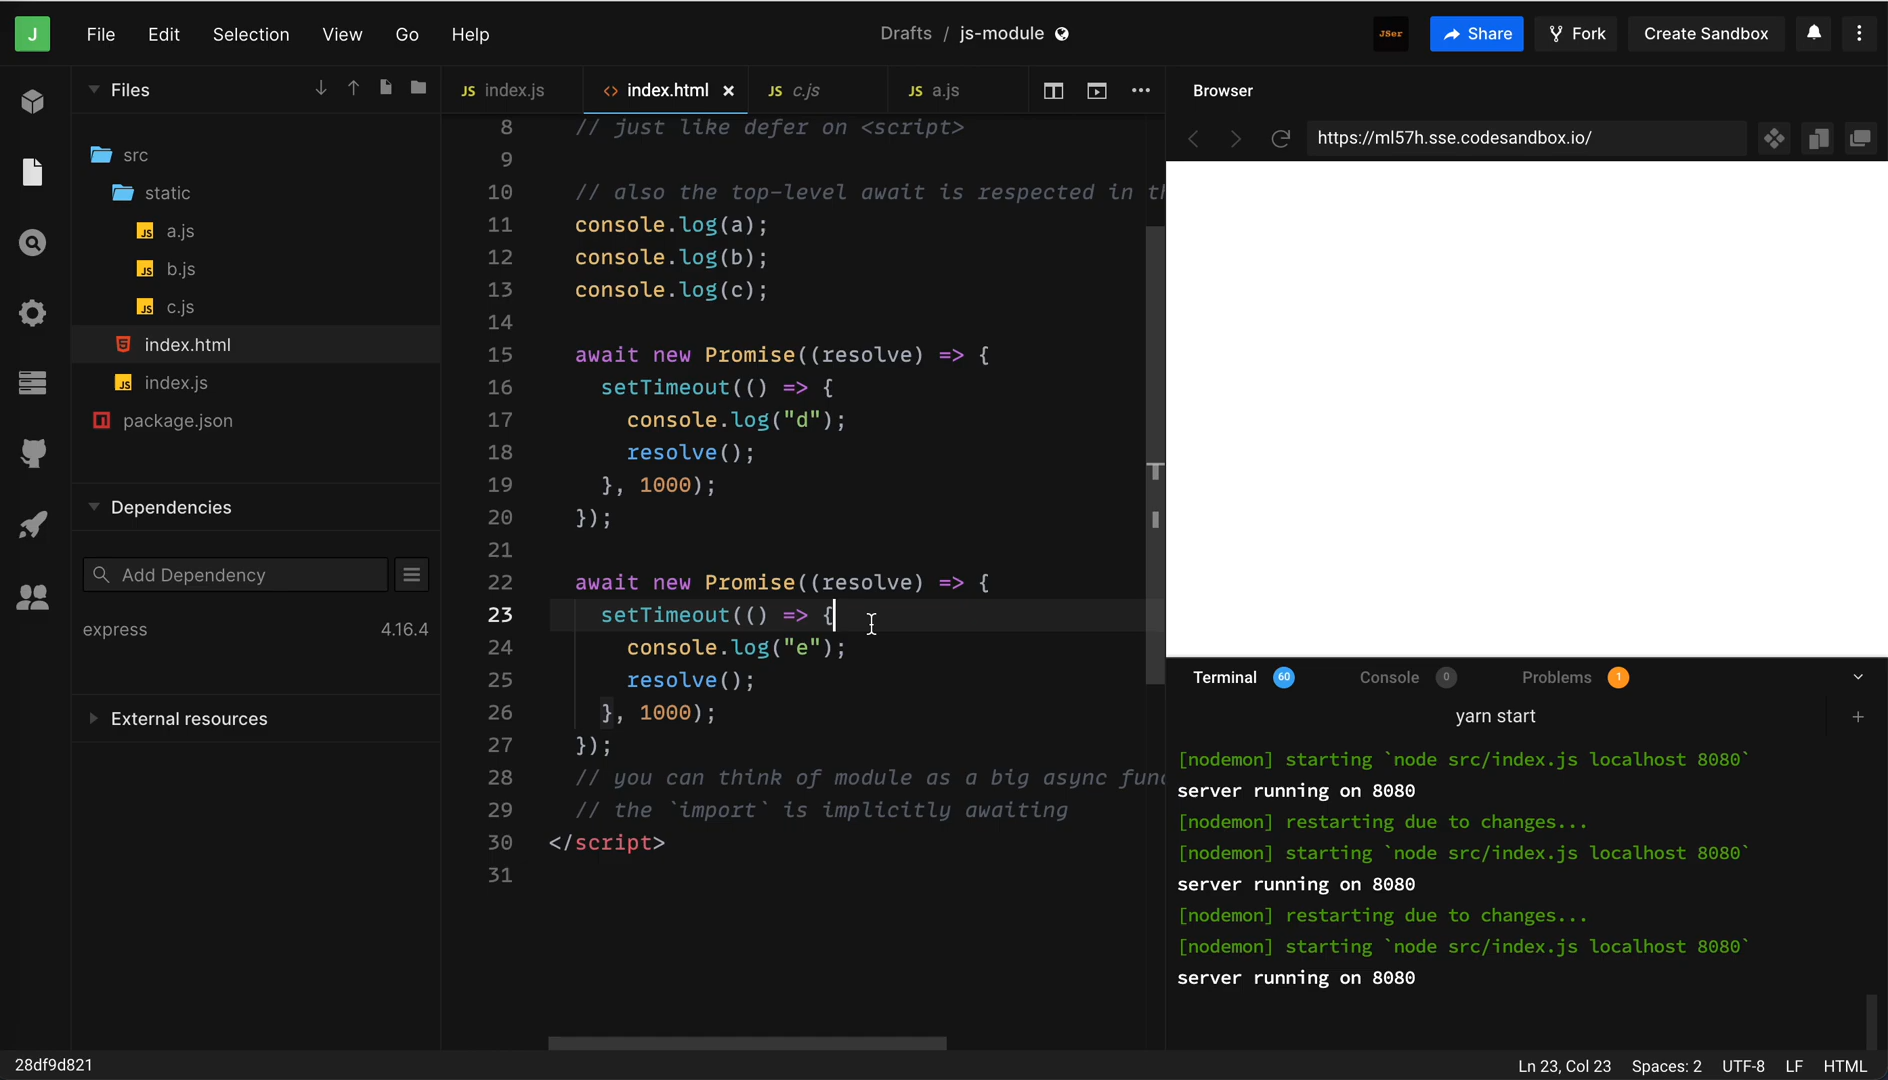 J
File Edit Selection View Go Help
Drafts / js-module
JSer
Share
Fork
Create Sandbox
Files
src
static
JS a.js
JS b.js
JS c.js
index.html
JS index.js
package.json
Dependencies
Add Dependency
express 4.16.4
External resources
JS index.js
<> index.html ×
JS c.js
JS a.js
8 // just like defer on <script>
9
10 // also the top-level await is respected in th
11 console.log(a);
12 console.log(b);
13 console.log(c);
14
15 await new Promise((resolve) => {
16 setTimeout(() => {
17 console.log("d");
18 resolve();
19 }, 1000);
20 });
21
22 await new Promise((resolve) => {
23 setTimeout(() => {
24 console.log("e");
25 resolve();
26 }, 1000);
27 });
28 // you can think of module as a big async func
29 // the `import` is implicitly awaiting
30 </script>
31
Browser
https://ml57h.sse.codesandbox.io/
Terminal 60 Console 0 Problems 1
yarn start
[nodemon] starting `node src/index.js localhost 8080`
server running on 8080
[nodemon] restarting due to changes...
[nodemon] starting `node src/index.js localhost 8080`
server running on 8080
[nodemon] restarting due to changes...
[nodemon] starting `node src/index.js localhost 8080`
server running on 8080
28df9d821
Ln 23, Col 23 Spaces: 2 UTF-8 LF HTML